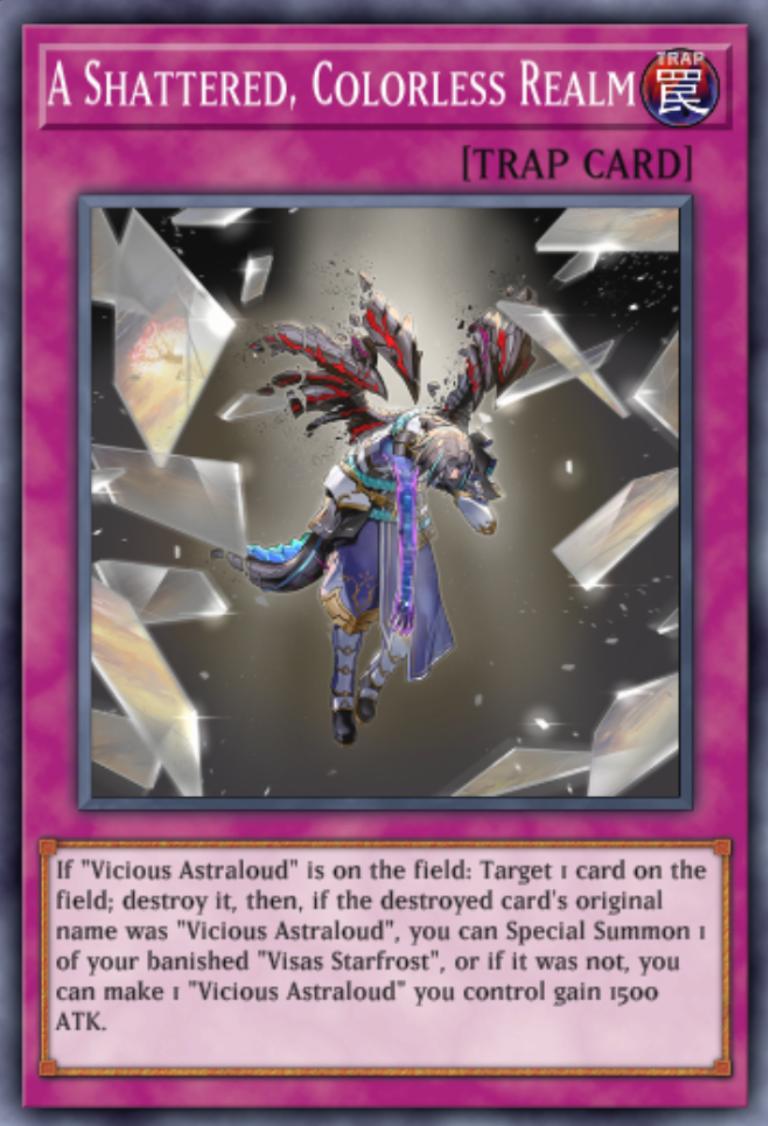 A Shattered, Colorless Realm
TRAP
罠
[TRAP CARD]
If "Vicious Astraloud" is on the field: Target 1 card on the
field; destroy it, then, if the destroyed card's original
name was "Vicious Astraloud", you can Special Summon 1
of your banished "Visas Starfrost", or if it was not, you
can make 1 "Vicious Astraloud" you control gain 1500
ATK.